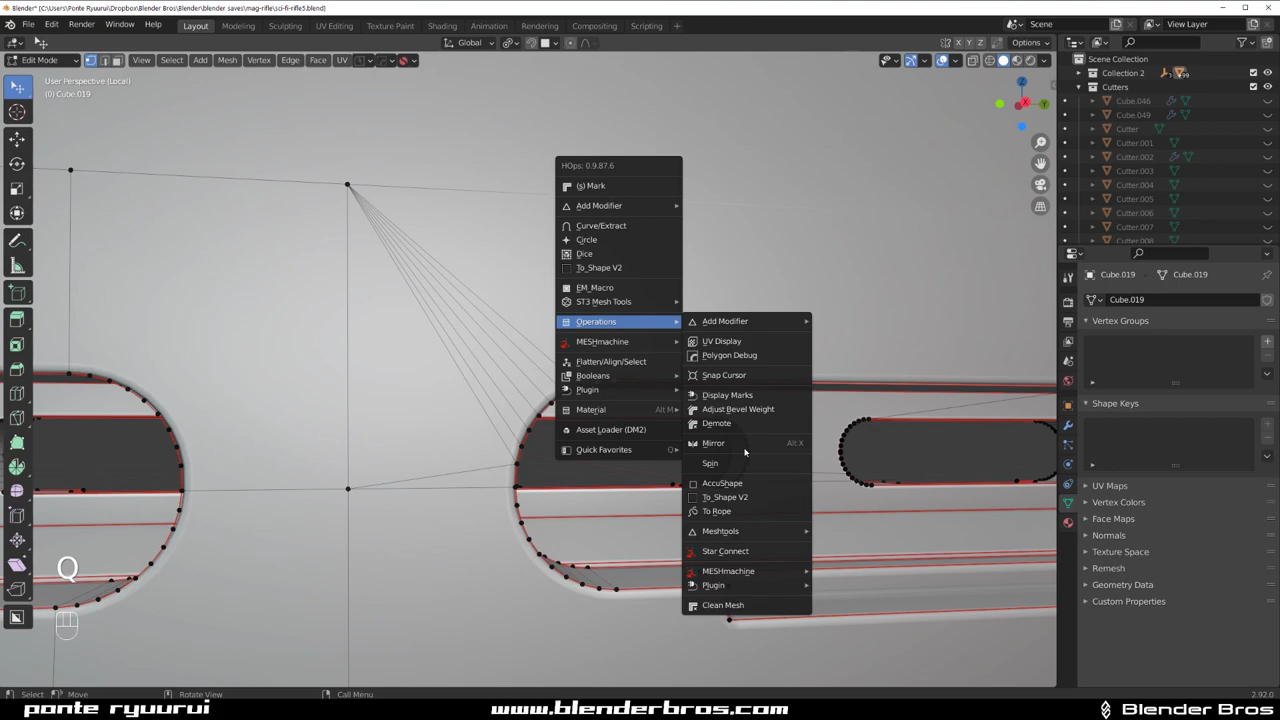 Blender* [C:\Users\Ponte Ryuurui\Dropbox\Blender Bros\blender saves\mag-rifle\sci-fi-rifle5.blend]
File Edit Render Window Help Layout Modeling Sculpting UV Editing Texture Paint Shading Animation Rendering Compositing Scripting + Scene View Layer
Global X Y Z Options
Edit Mode View Select Add Mesh Vertex Edge Face UV
User Perspective (Local)
(0) Cube.019
Z
X
Y
HOps: 0.9.87.6
(s) Mark
Add Modifier
Curve/Extract
Circle
Dice
To_Shape V2
EM_Macro
ST3 Mesh Tools
Operations
MESHmachine
Flatten/Align/Select
Booleans
Plugin
Material Alt M
Asset Loader (DM2)
Quick Favorites Q
Add Modifier
UV Display
Polygon Debug
Snap Cursor
Display Marks
Adjust Bevel Weight
Demote
Mirror Alt X
Spin
AccuShape
To_Shape V2
To Rope
Meshtools
Star Connect
MESHmachine
Plugin
Clean Mesh
Q
Scene Collection
Collection 2
Cutters
Cube.046
Cube.049
Cutter
Cutter.001
Cutter.002
Cutter.003
Cutter.004
Cutter.005
Cutter.006
Cutter.007
Cutter.008
Cube.019 Cube.019
Cube.019
Vertex Groups
Shape Keys
UV Maps
Vertex Colors
Face Maps
Normals
Texture Space
Remesh
Geometry Data
Custom Properties
Select Move Rotate View Call Menu 2.92.0
ponte ryuurui www.blenderbros.com Blender Bros